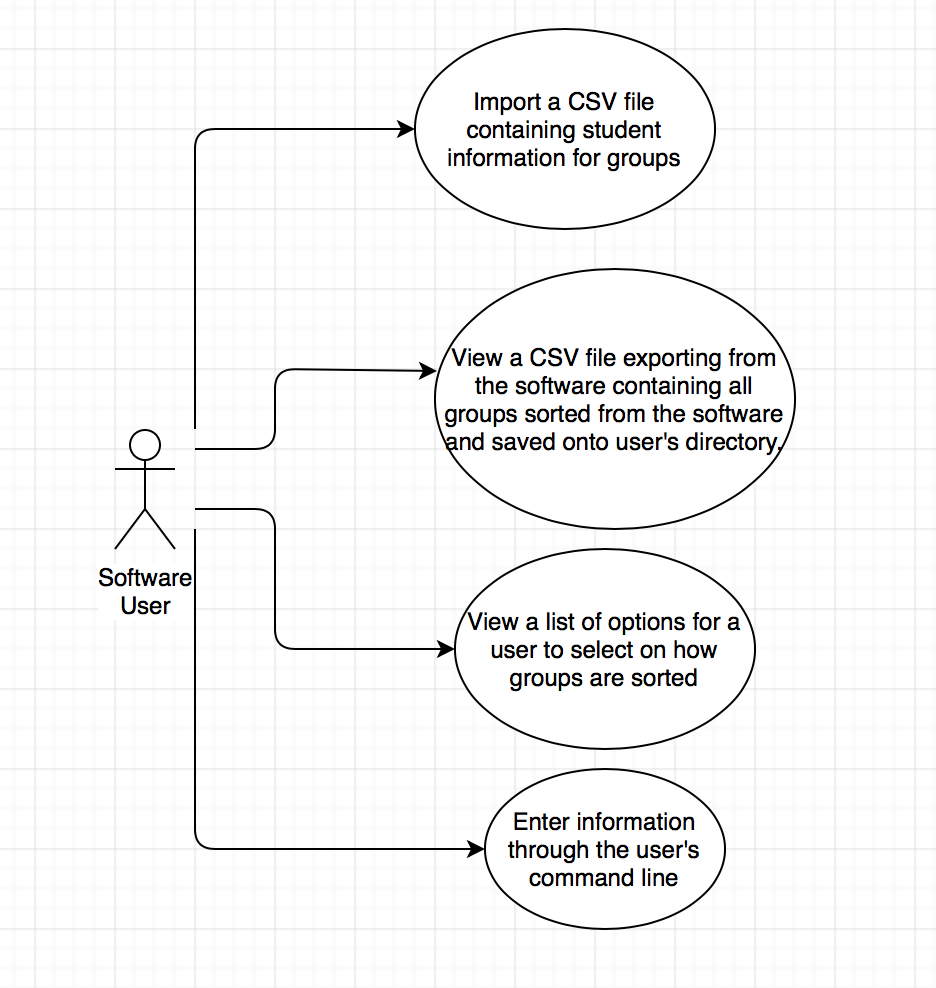 Import a CSV file
containing student
information for groups
View a CSV file exporting from
the software containing all
groups sorted from the software
and saved onto user's directory.
Software
User
View a list of options for a
user to select on how
groups are sorted
Enter information
through the user's
command line